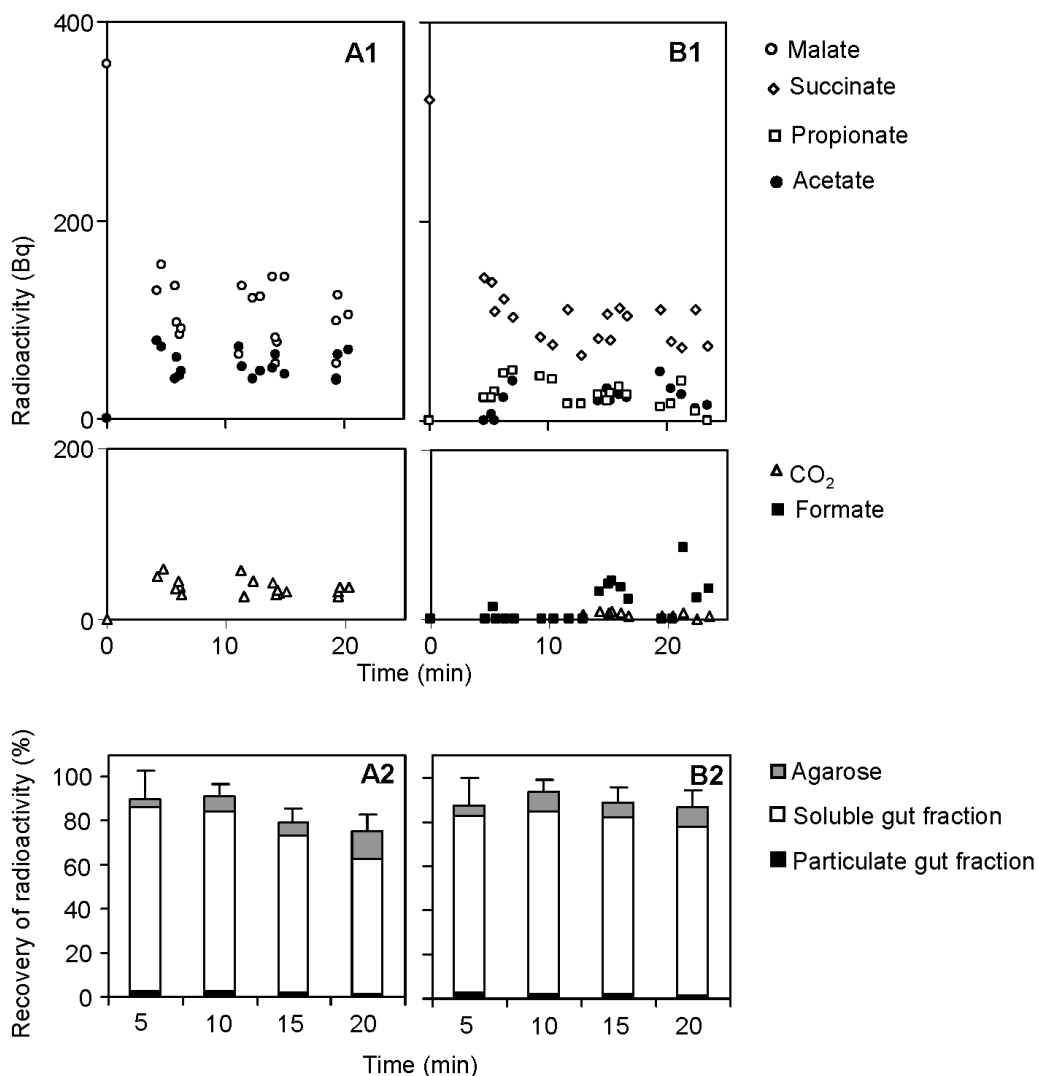 400
A1
B1
Malate
Succinate
Propionate
Acetate
200
Radioactivity (Bq)
0
200
CO2
Formate
0
0 10 20 0 10 20
Time (min)
100
A2
B2
Agarose
80
Soluble gut fraction
60
Particulate gut fraction
40
20
0
Recovery of radioactivity (%)
5 10 15 20 5 10 15 20
Time (min)